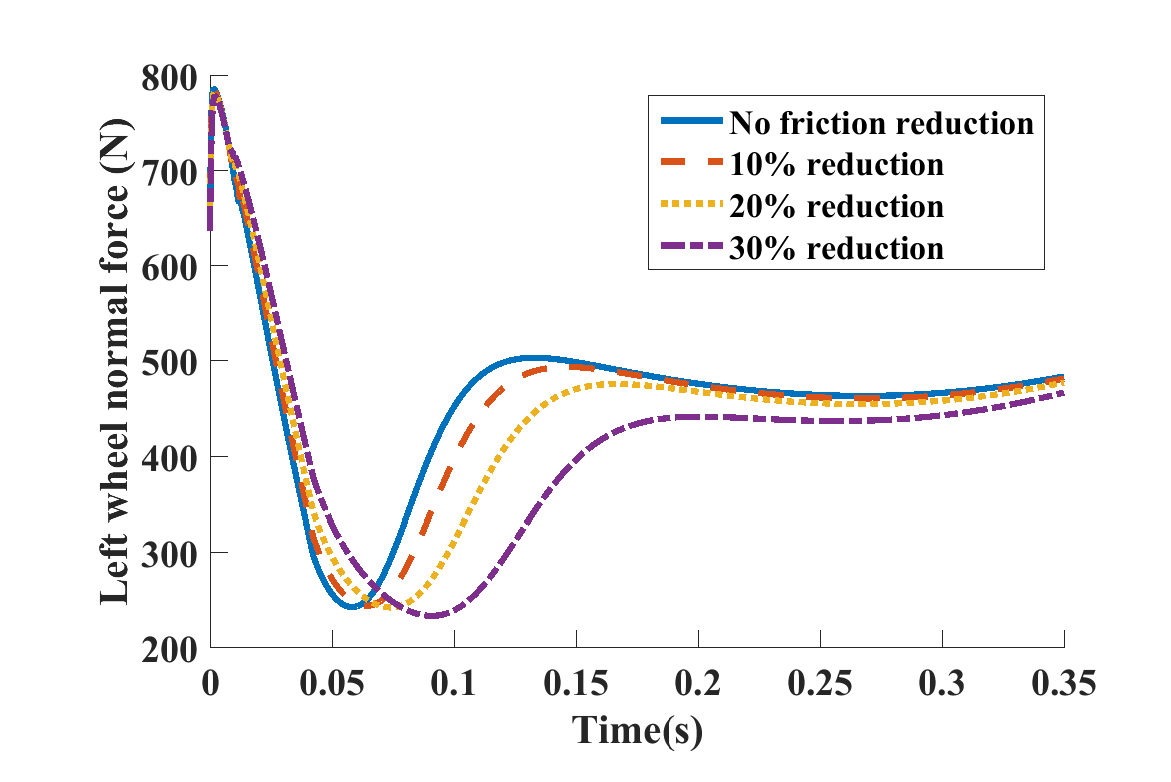 800
700
600
500
400
300
200
Left wheel normal force (N)
No friction reduction
10% reduction
20% reduction
30% reduction
0 0.05 0.1 0.15 0.2 0.25 0.3 0.35
Time(s)